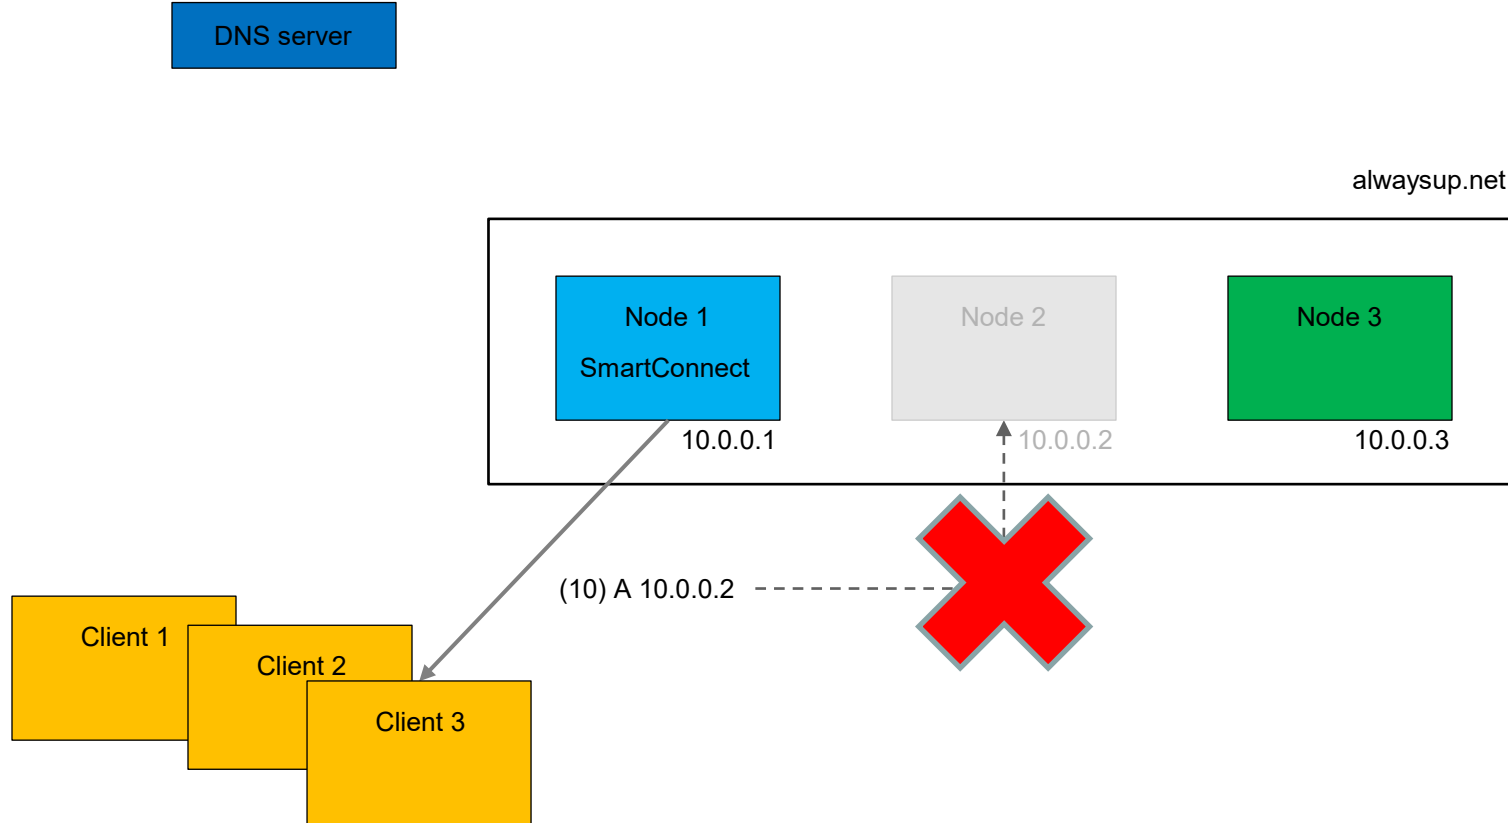 DNS server
alwaysup.net
Node 1
SmartConnect
Node 2
Node 3
10.0.0.1
10.0.0.2
10.0.0.3
(10) A 10.0.0.2
Client 1
Client 2
Client 3